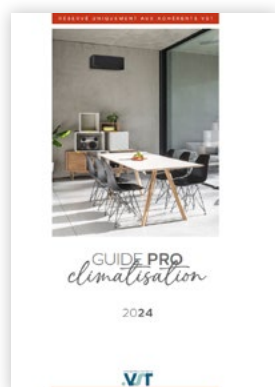 RÉSERVÉ UNIQUEMENT AUX ADHÉRENTS VST
GUIDE PRO
climatisation
2024
VST